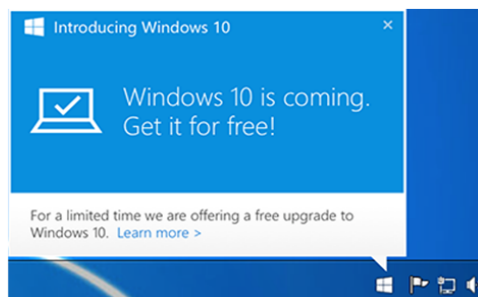 Introducing Windows 10
Windows 10 is coming.
Get it for free!
For a limited time we are offering a free upgrade to
Windows 10. Learn more >